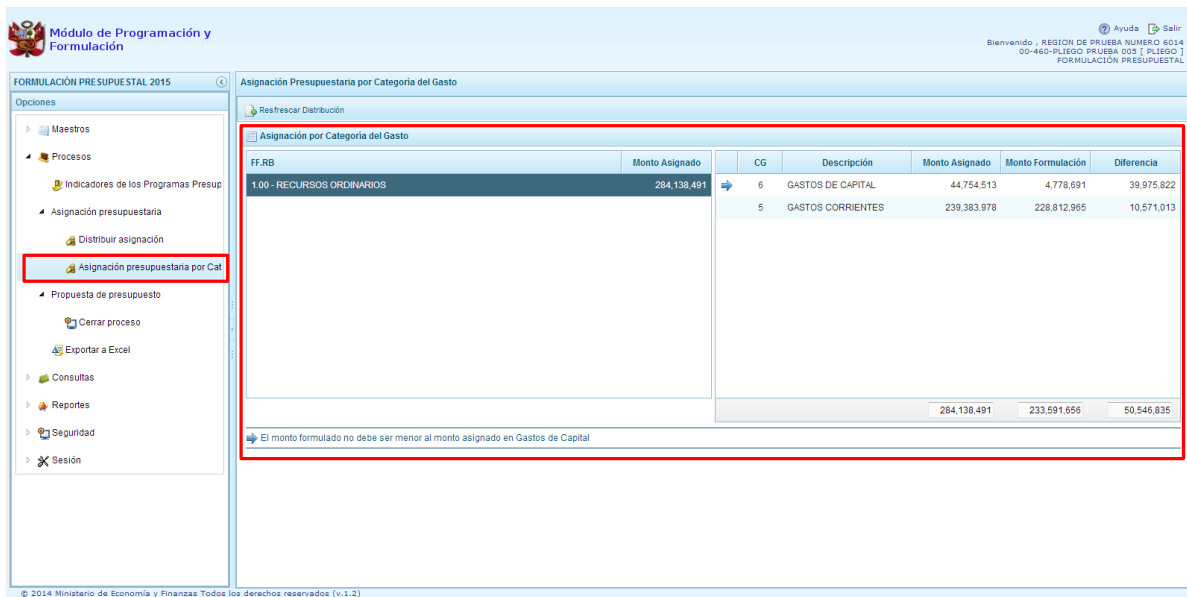 Módulo de Programación y
Formulación
Ayuda Salir
Bienvenido , REGION DE PRUEBA NUMERO 6014
00-460-PLIEGO PRUEBA 005 [ PLIEGO ]
FORMULACIÓN PRESUPUESTAL
FORMULACIÓN PRESUPUESTAL 2015
Opciones
Maestros
Procesos
Indicadores de los Programas Presup
Asignación presupuestaria
Distribuir asignación
Asignación presupuestaria por Cat
Propuesta de presupuesto
Cerrar proceso
Exportar a Excel
Consultas
Reportes
Seguridad
Sesión
Asignación Presupuestaria por Categoria del Gasto
Resfrescar Distribución
Asignación por Categoria del Gasto
FF.RB Monto Asignado
1.00 - RECURSOS ORDINARIOS 284,138,491
CG Descripción Monto Asignado Monto Formulación Diferencia
6 GASTOS DE CAPITAL 44,754,513 4,778,691 39,975,822
5 GASTOS CORRIENTES 239,383,978 228,812,965 10,571,013
284,138,491 233,591,656 50,546,835
El monto formulado no debe ser menor al monto asignado en Gastos de Capital
© 2014 Ministerio de Economía y Finanzas Todos los derechos reservados (v.1.2)